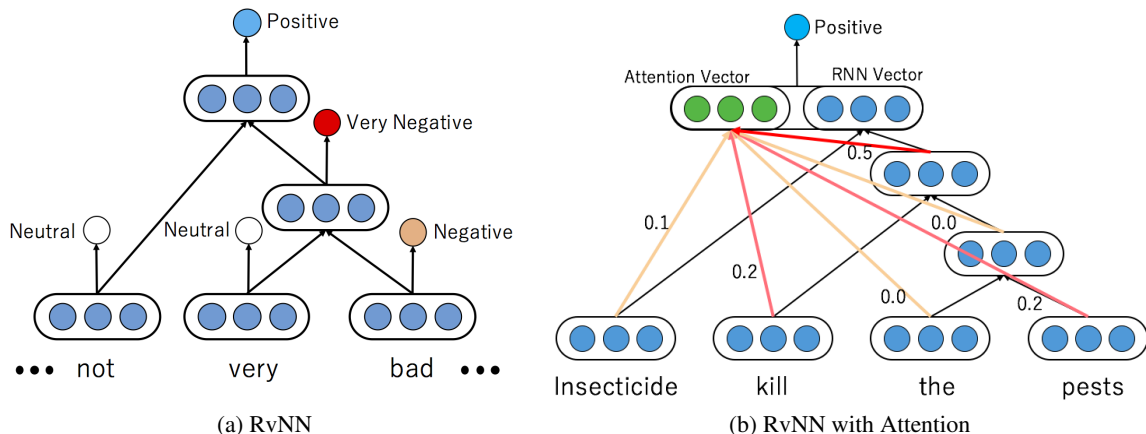 Positive
Very Negative
Neutral
Neutral
Negative
••• not very bad •••
(a) RvNN
Positive
Attention Vector
RNN Vector
0.5
0.1
0.0
0.2
0.0
0.2
Insecticide kill the pests
(b) RvNN with Attention